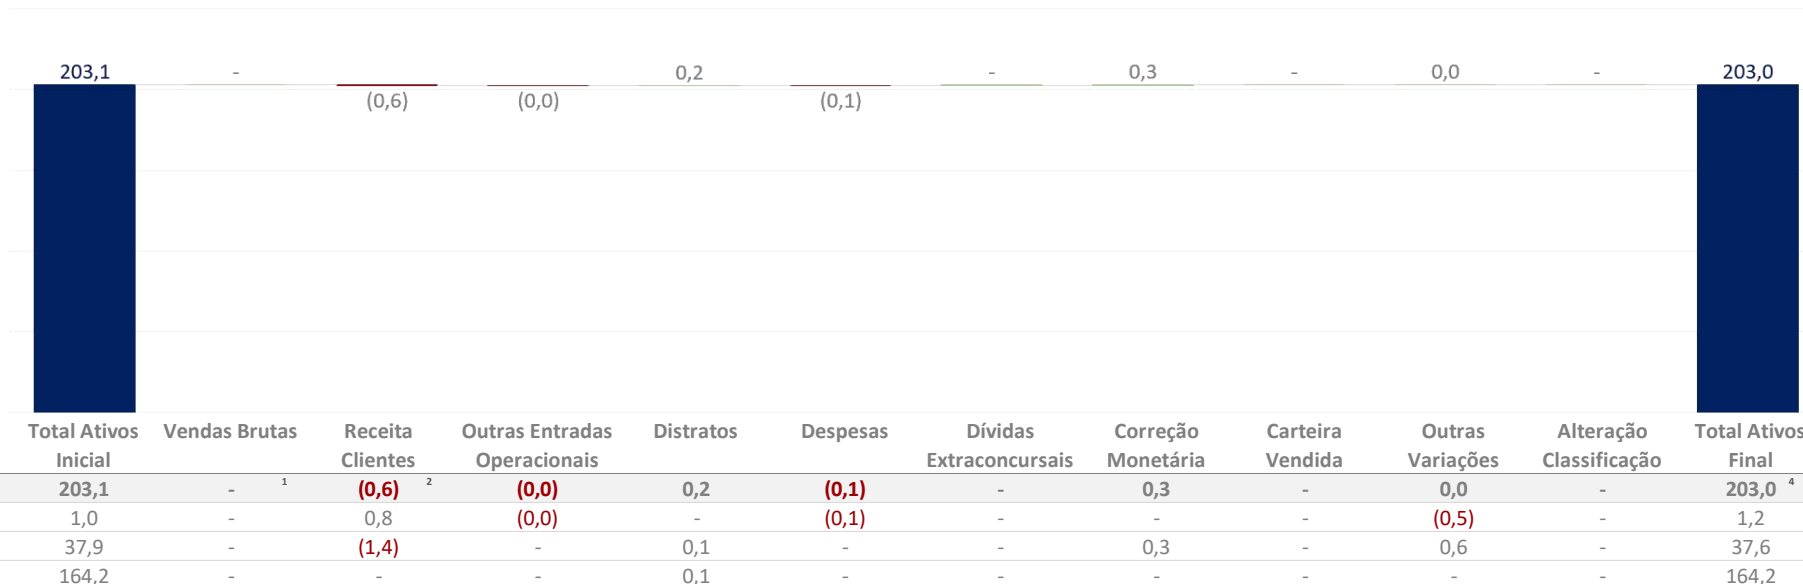 203,1 - 0,2 - 0,3 - 0,0 - 203,0
(0,6) (0,0) (0,1)
Total Ativos Vendas Brutas Receita Outras Entradas Distratos Despesas Dívidas Correção Carteira Outras Alteração Total Ativos
Inicial Clientes Operacionais Extraconcursais Monetária Vendida Variações Classificação Final
203,1 - 1 (0,6) 2 (0,0) 0,2 (0,1) - 0,3 - 0,0 - 203,0 4
1,0 - 0,8 (0,0) - (0,1) - - - (0,5) - 1,2
37,9 - (1,4) - 0,1 - - 0,3 - 0,6 - 37,6
164,2 - - - 0,1 - - - - - - 164,2